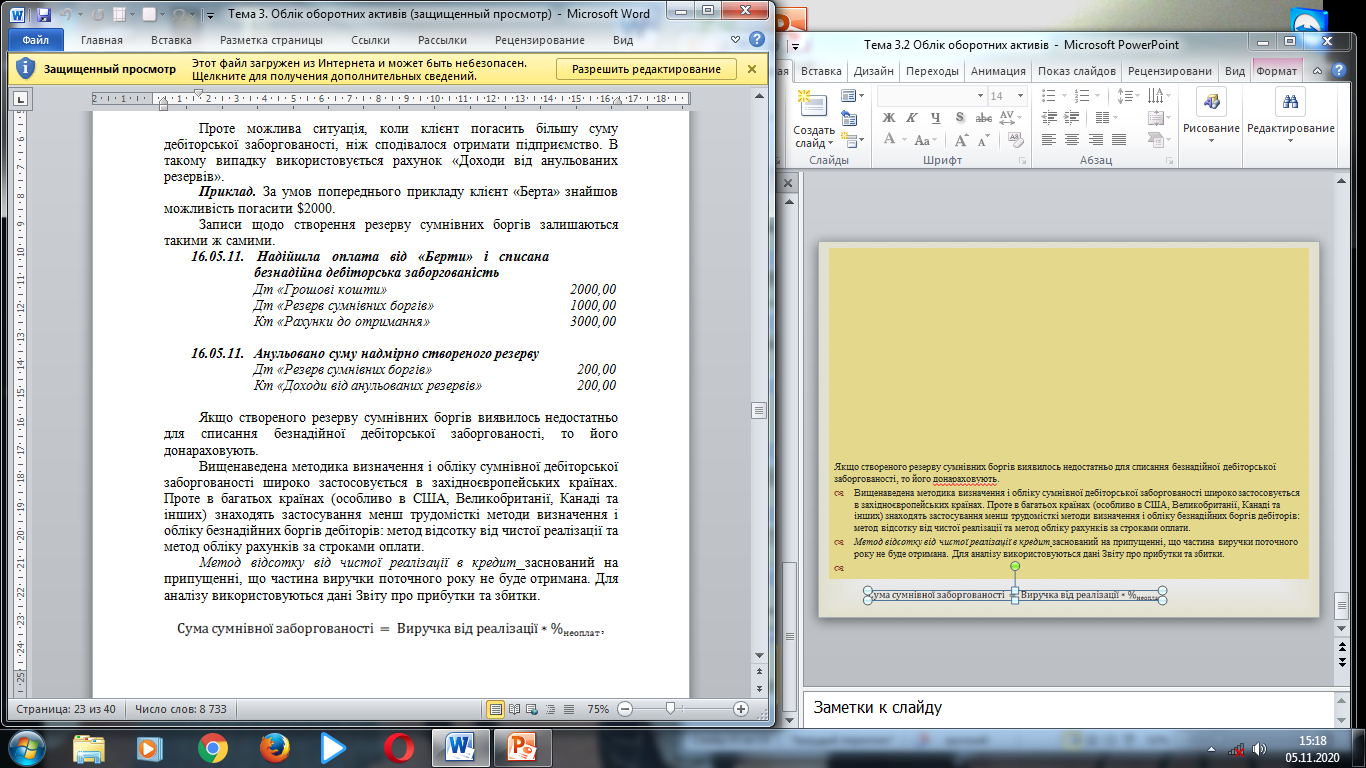 Тема 3. Облік оборотних активів (защищенный просмотр) - Microsoft Word
Файл Главная Вставка Разметка страницы Ссылки Рассылки Рецензирование Вид
Защищенный просмотр Этот файл загружен из Интернета и может быть небезопасен.
Щелкните для получения дополнительных сведений.
Разрешить редактирование
Проте можлива ситуація, коли клієнт погасить більшу суму
дебіторської заборгованості, ніж сподівалося отримати підприємство. В
такому випадку використовується рахунок «Доходи від анульованих
резервів».
Приклад. За умов попереднього прикладу клієнт «Берта» знайшов
можливість погасити $2000.
Записи щодо створення резерву сумнівних боргів залишаються
такими ж самими.
16.05.11. Надійшла оплата від «Берти» і списана
безнадійна дебіторська заборгованість
Дт «Грошові кошти» 2000,00
Дт «Резерв сумнівних боргів» 1000,00
Кт «Рахунки до отримання» 3000,00
16.05.11. Анульовано суму надмірно створеного резерву
Дт «Резерв сумнівних боргів» 200,00
Кт «Доходи від анульованих резервів» 200,00
Якщо створеного резерву сумнівних боргів виявилось недостатньо
для списання безнадійної дебіторської заборгованості, то його
донараховують.
Вищенаведена методика визначення і обліку сумнівної дебіторської
заборгованості широко застосовується в західноєвропейських країнах.
Проте в багатьох країнах (особливо в США, Великобританії, Канаді та
інших) знаходять застосування менш трудомісткі методи визначення і
обліку безнадійних боргів дебіторів: метод відсотку від чистої реалізації та
метод обліку рахунків за строками оплати.
Метод відсотку від чистої реалізації в кредит заснований на
припущенні, що частина виручки поточного року не буде отримана. Для
аналізу використовуються дані Звіту про прибутки та збитки.
Сума сумнівної заборгованості = Виручка від реалізації * %неоплат,
Страница: 23 из 40 Число слов: 8 733 75%
Тема 3.2 Облік оборотних активів - Microsoft PowerPoint
ая Вставка Дизайн Переходы Анимация Показ слайдов Рецензировани Вид Формат
14
Создать
слайд
Ж К Ч S abc AV
A Aa A A
Рисование Редактирование
Слайды Шрифт Абзац
Якщо створеного резерву сумнівних боргів виявилось недостатньо для списання безнадійної дебіторської
заборгованості, то його донараховують.
Вищенаведена методика визначення і обліку сумнівної дебіторської заборгованості широко застосовується
в західноєвропейських країнах. Проте в багатьох країнах (особливо в США, Великобританії, Канаді та
інших) знаходять застосування менш трудомісткі методи визначення і обліку безнадійних боргів дебіторів:
метод відсотку від чистої реалізації та метод обліку рахунків за строками оплати.
Метод відсотку від чистої реалізації в кредит заснований на припущенні, що частина виручки поточного
року не буде отримана. Для аналізу використовуються дані Звіту про прибутки та збитки.
Сума сумнівної заборгованості = Виручка від реалізації * %неопла
Заметки к слайду
15:18
05.11.2020